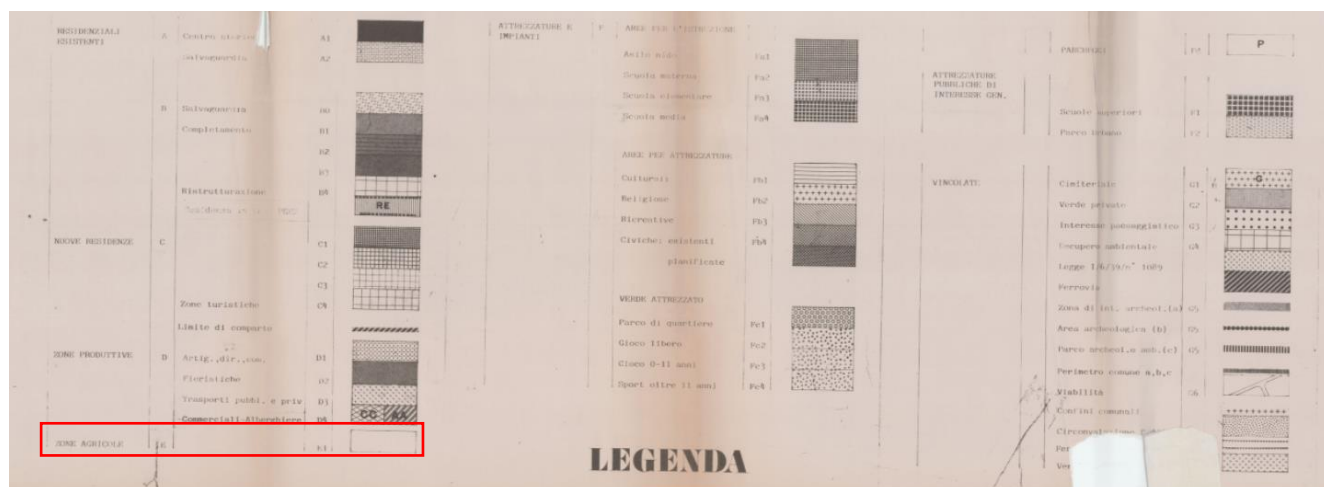 RESIDENZIALI ESISTENTI
A Centro storico A1
Salvaguardia A2
B Salvaguardia B0
Completamento B1
B2
B3
Ristrutturazione B4
RE
NUOVE RESIDENZE C C1
C2
C3
Zone turistiche C4
Limite di comparto
ZONE PRODUTTIVE D Artig.,dir.,com. D1
Fieristiche D2
Trasporti pubbl. e priv D3
Commerciali-Alberghiere D4
CC AA
ZONE AGRICOLE E E1
ATTREZZATURE E IMPIANTI
F AREE PER L'ISTRUZIONE
Asilo nido Fa1
Scuola materna Fa2
Scuola elementare Fa3
Scuola media Fa4
AREE PER ATTREZZATURE
Culturali Fb1
Religiose Fb2
Ricreative Fb3
Civiche: esistenti Fb4
pianificate
VERDE ATTREZZATO
Parco di quartiere Fc1
Gioco libero Fc2
Gioco 0-11 anni Fc3
Sport oltre 11 anni Fc4
LEGENDA
PARCHEGGI P
ATTREZZATURE PUBBLICHE DI INTERESSE GEN.
Scuole superiori F1
Parco urbano F2
VINCOLATE
Cimiteriale G1
G
Verde privato G2
Interesse paesaggistico G3
Recupero ambientale G4
Legge 1/6/39/n° 1089
Ferrovia
Zona di int. archeol.(a) G5
Area archeologica (b) G5
Parco archeol.o amb.(c) G5
Perimetro comune a,b,c
Viabilità G6
Confini comunali
Circonvallazione